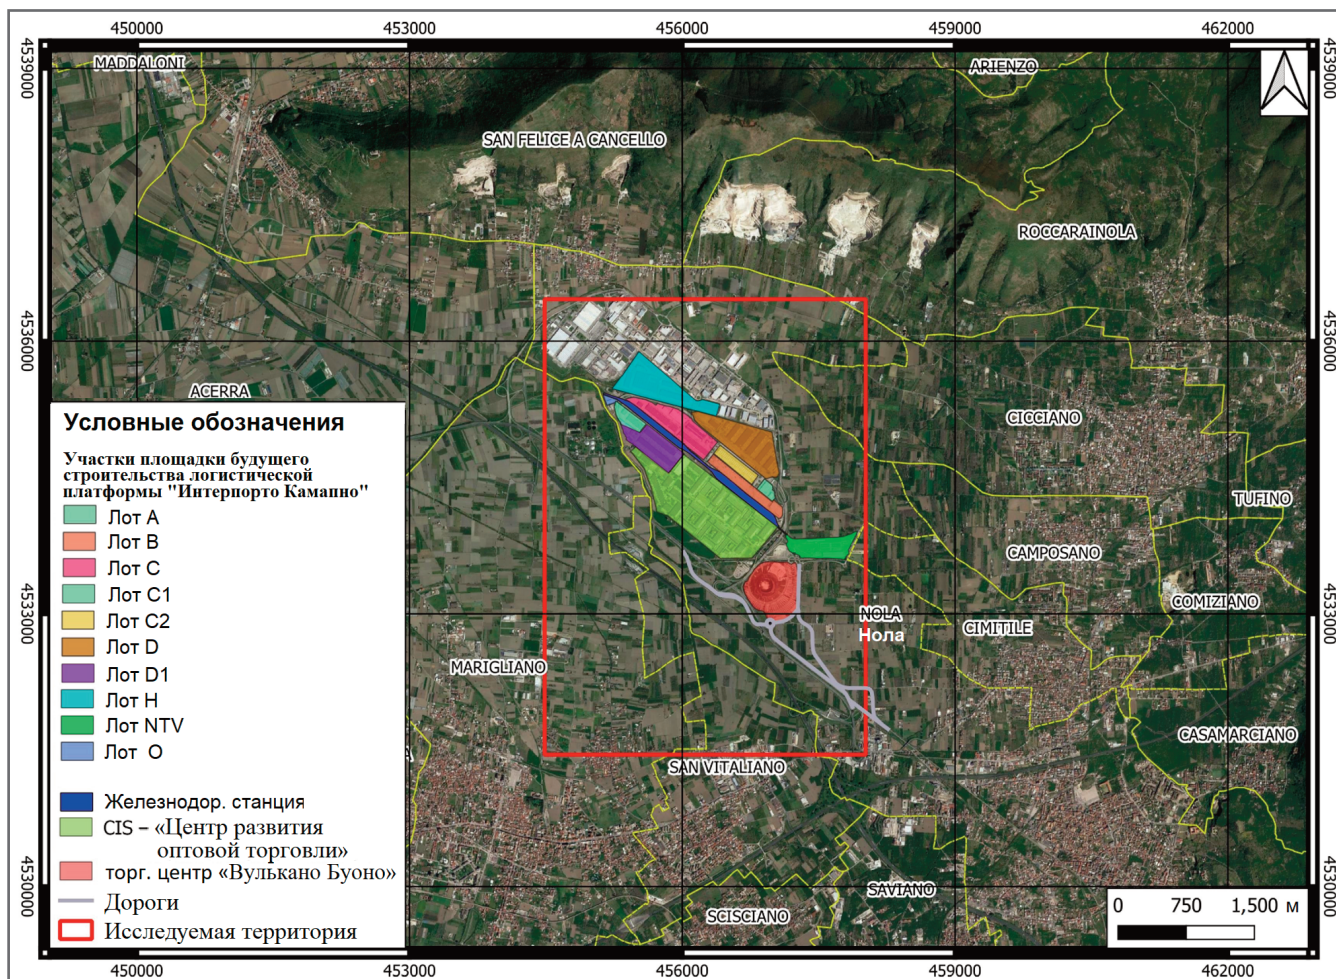 450000 453000 456000 459000 462000
4539000 4539000
MADDALONI ARIENZO
SAN FELICE A CANCELLO
ROCCARAINOLA
4536000 4536000
ACERRA
CICCIANO
TUFINO
CAMPOSANO
COMIZIANO
4533000 4533000
NOLA
Нола
CIMITILE
MARIGLIANO
CASAMARCIANO
SAN VITALIANO
SAVIANO
SCISCIANO
4530000 4530000
Условные обозначения
Участки площадки будущего
строительства логистической
платформы "Интерпорто Камапно"
Лот A
Лот B
Лот C
Лот C1
Лот C2
Лот D
Лот D1
Лот H
Лот NTV
Лот O
Железнодор. станция
CIS – «Центр развития
оптовой торговли»
торг. центр «Вулькано Буоно»
Дороги
Исследуемая территория
0 750 1,500 м
450000 453000 456000 459000 462000